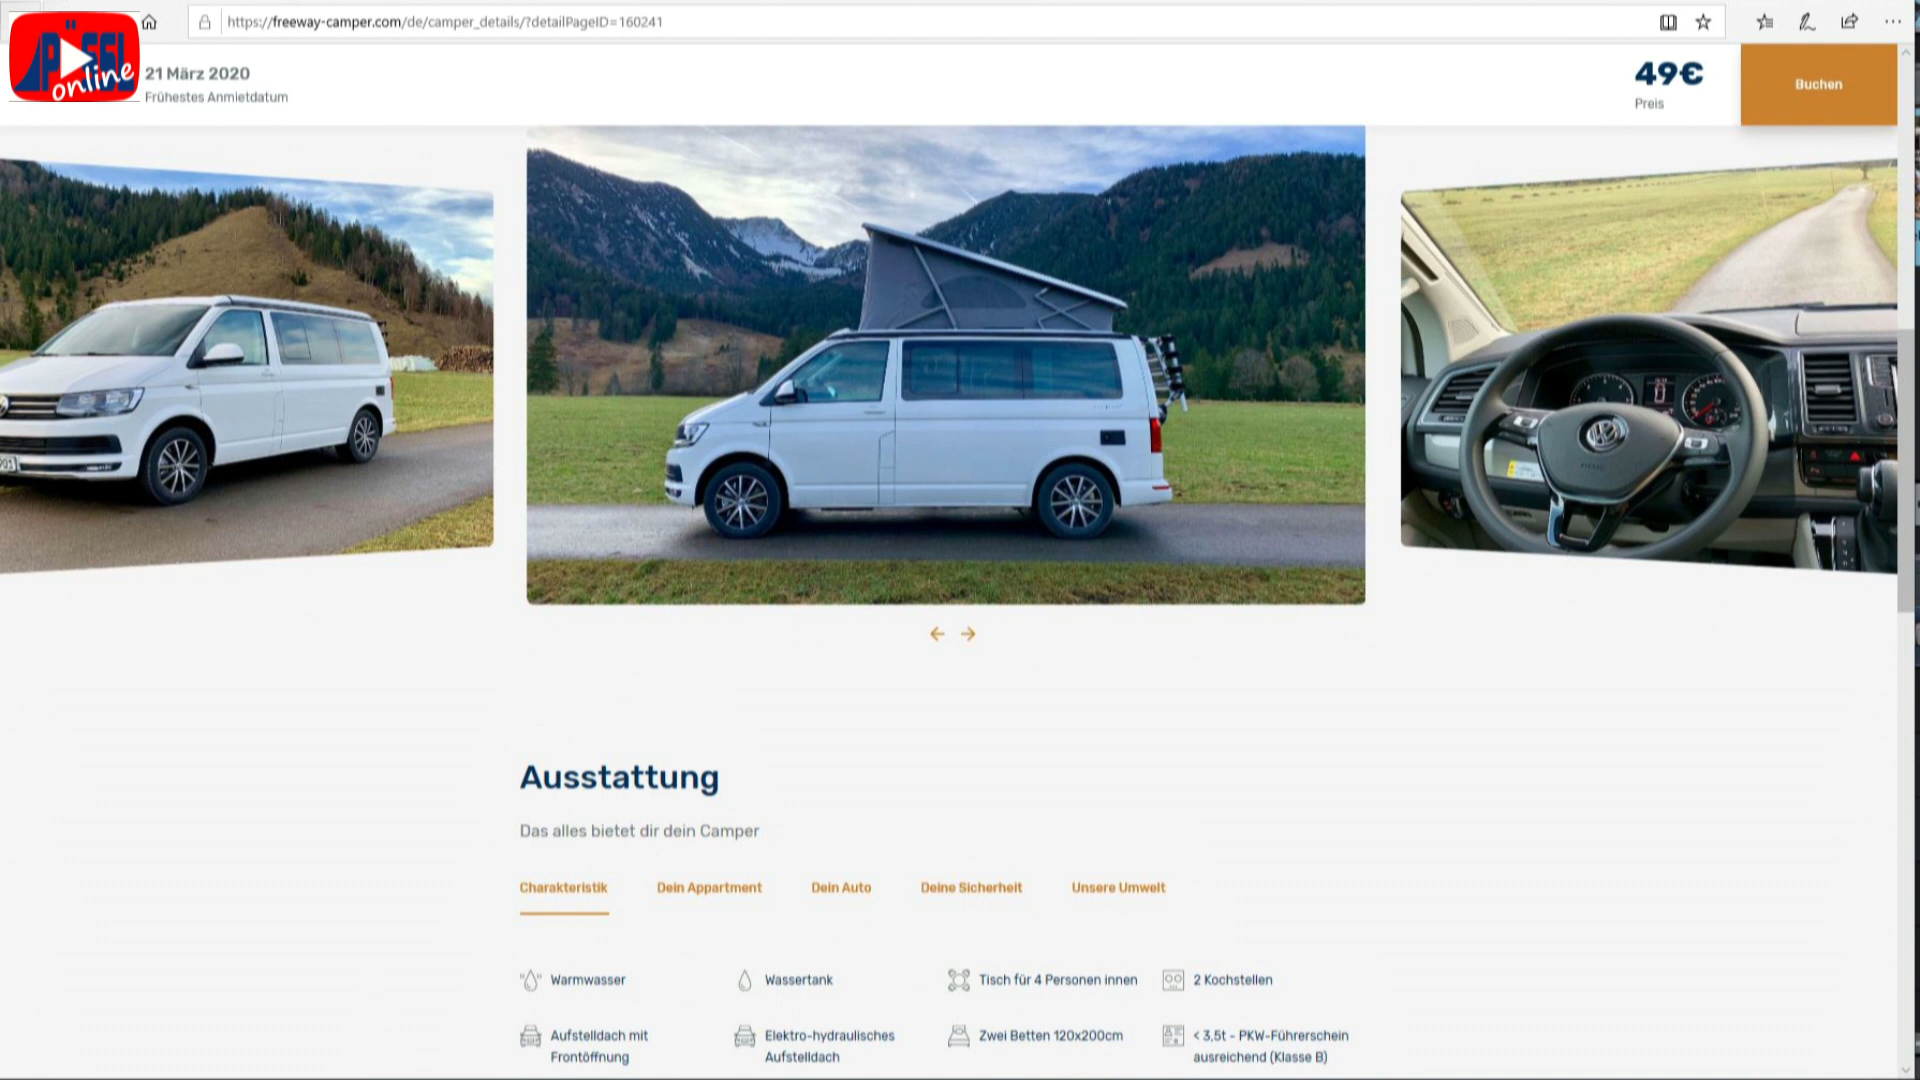 https://freeway-camper.com/de/camper_details/?detailPageID=160241
PÖSSL
online
21 März 2020
Frühestes Anmietdatum
49€
Preis
Buchen
Ausstattung
Das alles bietet dir dein Camper
Charakteristik Dein Appartment Dein Auto Deine Sicherheit Unsere Umwelt
Warmwasser Wassertank Tisch für 4 Personen innen 2 Kochstellen
Aufstelldach mit Elektro-hydraulisches Zwei Betten 120x200cm < 3,5t - PKW-Führerschein
Frontöffnung Aufstelldach ausreichend (Klasse B)